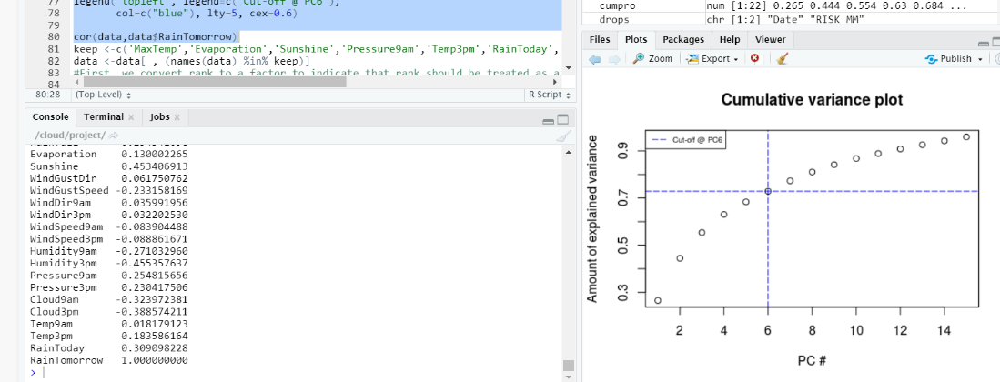 77 legend("topleft", legend=c("Cut-off @ PC6"),
78 col=c("blue"), lty=5, cex=0.6)
79
80 cor(data,data$RainTomorrow)
81 keep <-c('MaxTemp','Evaporation','Sunshine','Pressure9am','Temp3pm','RainToday',
82 data <-data[ , (names(data) %in% keep)]
83 #First, we convert rank to a factor to indicate that rank should be treated as a
84
80:28 (Top Level) R Script
Console Terminal Jobs
/cloud/project/
Evaporation 0.130002265
Sunshine 0.453406913
WindGustDir 0.061750762
WindGustSpeed -0.233158169
WindDir9am 0.035991956
WindDir3pm 0.032202530
WindSpeed9am -0.083904488
WindSpeed3pm -0.088861671
Humidity9am -0.271032960
Humidity3pm -0.455357637
Pressure9am 0.254815656
Pressure3pm 0.230417506
Cloud9am -0.323972381
Cloud3pm -0.388574211
Temp9am 0.018179123
Temp3pm 0.183586164
RainToday 0.309098228
RainTomorrow 1.000000000
>
cumpro num [1:22] 0.265 0.444 0.554 0.63 0.684 ...
drops chr [1:2] "Date" "RISK MM"
Files Plots Packages Help Viewer
Zoom Export Publish
Cumulative variance plot
Cut-off @ PC6
Amount of explained variance
0.9
0.7
0.5
0.3
2 4 6 8 10 12 14
PC #